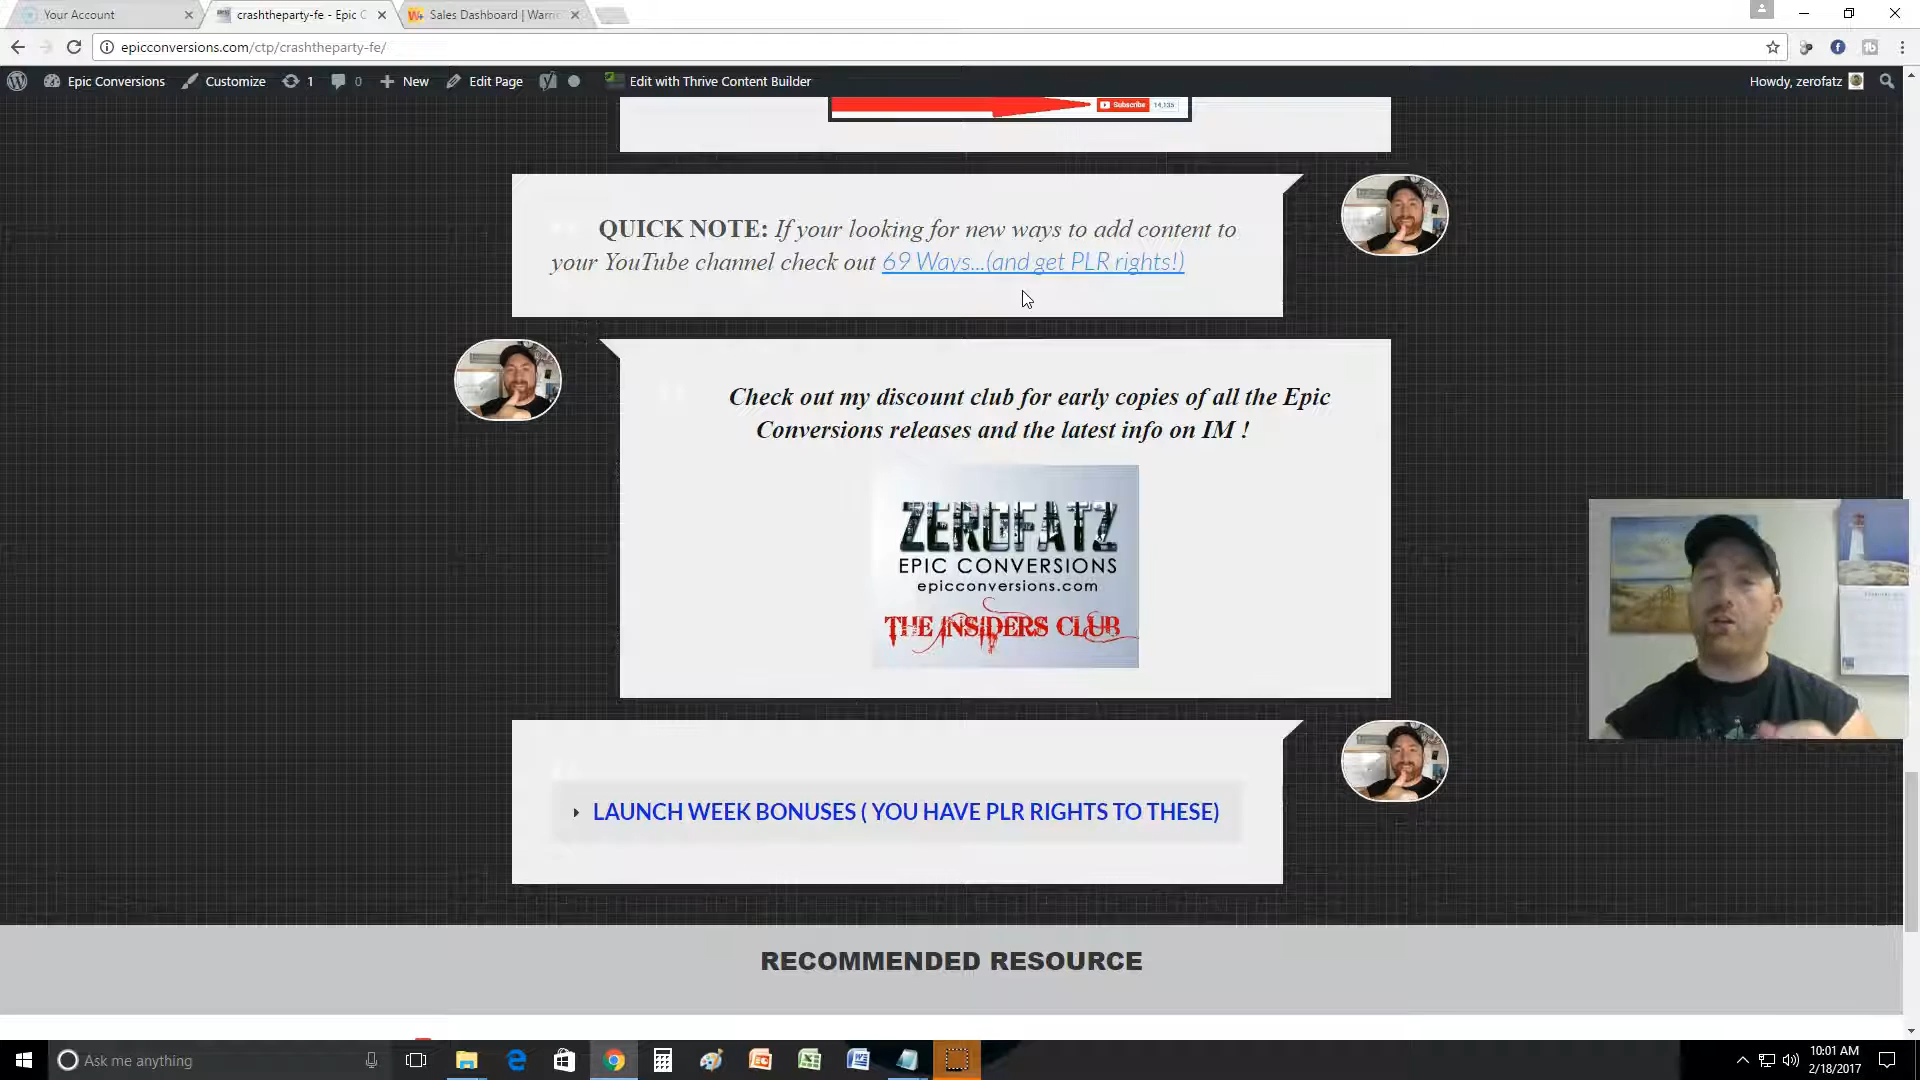 Your Account
crashtheparty-fe - Epic C
Sales Dashboard | Warri
epicconversions.com/ctp/crashtheparty-fe/
Epic Conversions
Customize
1
0
New
Edit Page
Edit with Thrive Content Builder
Howdy, zerofatz
Subscribe 14,135
QUICK NOTE: If your looking for new ways to add content to
your YouTube channel check out 69 Ways...(and get PLR rights!)
Check out my discount club for early copies of all the Epic
Conversions releases and the latest info on IM !
ZEROFATZ
EPIC CONVERSIONS
epicconversions.com
THE INSIDERS CLUB
LAUNCH WEEK BONUSES ( YOU HAVE PLR RIGHTS TO THESE)
RECOMMENDED RESOURCE
Ask me anything
10:01 AM
2/18/2017